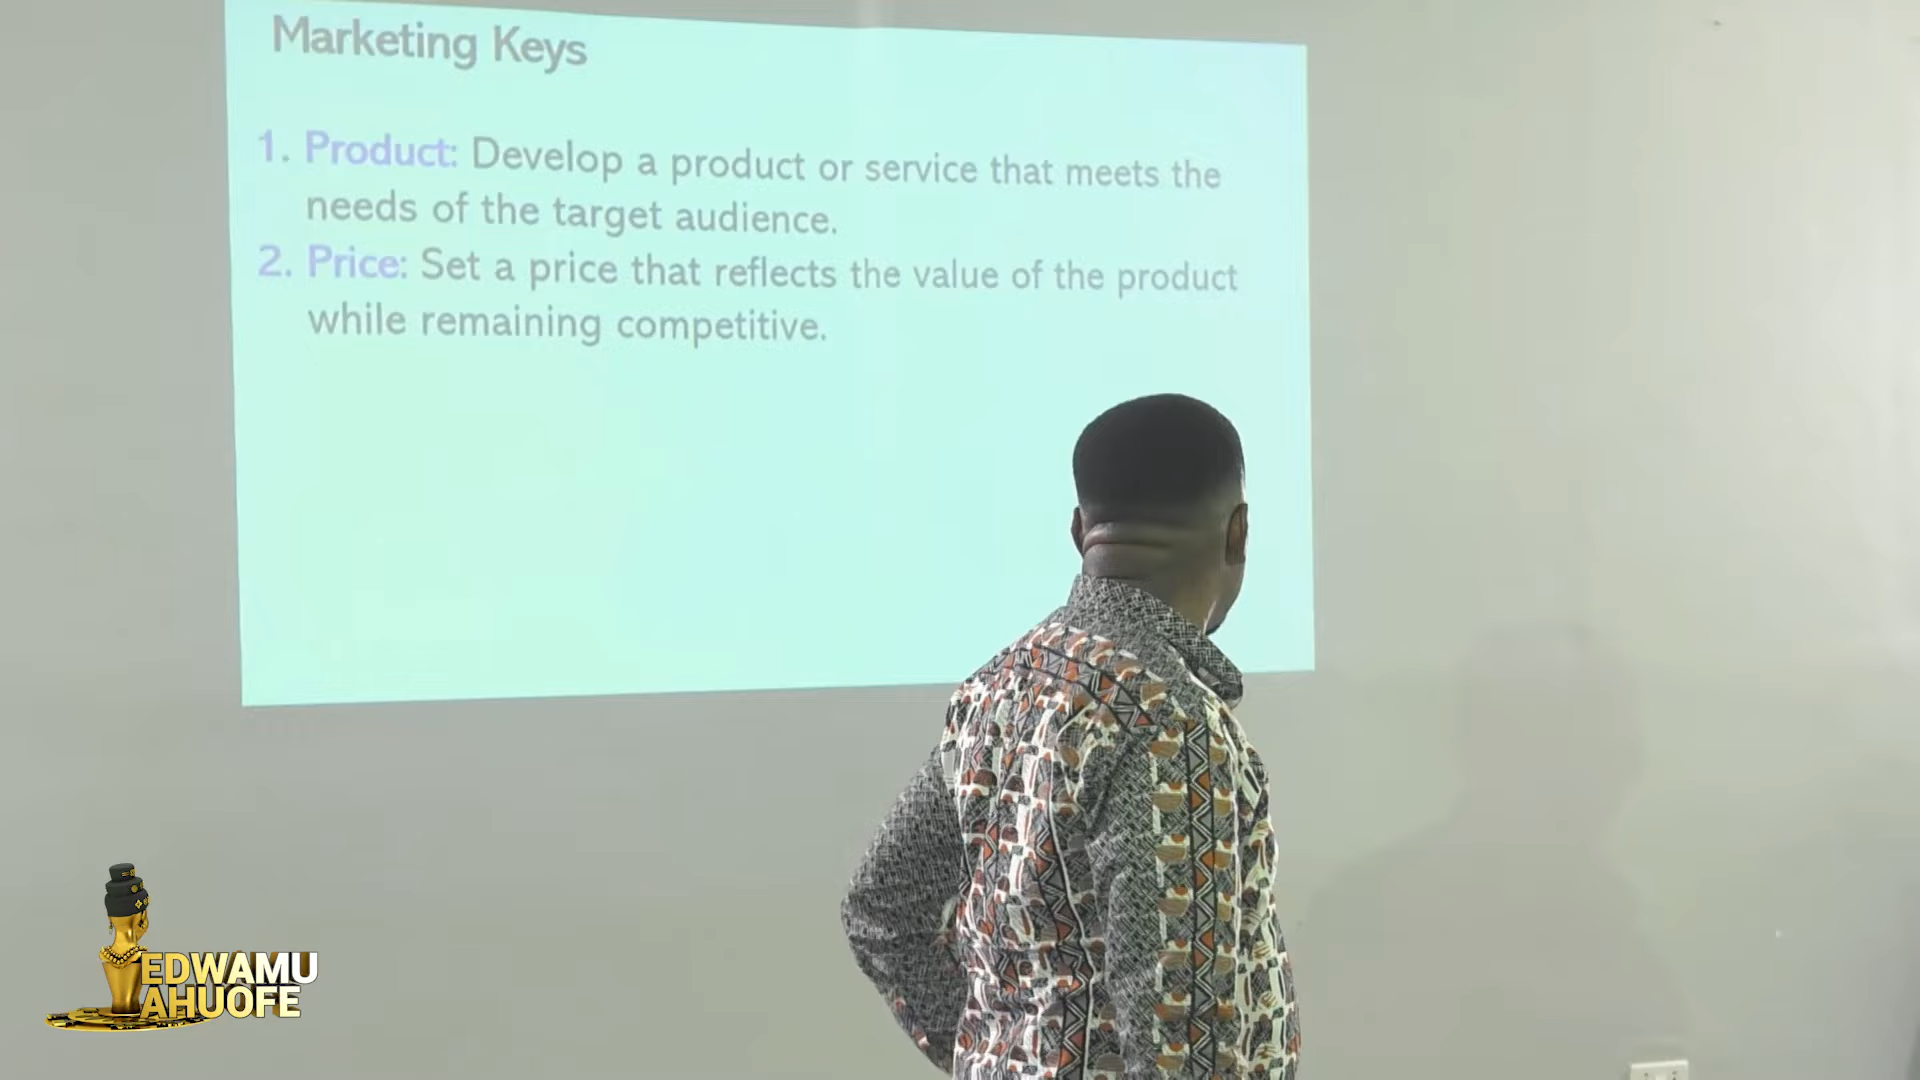 Marketing Keys
1. Product: Develop a product or service that meets the
needs of the target audience.
2. Price: Set a price that reflects the value of the product
while remaining competitive.
EDWAMU
AHUOFE